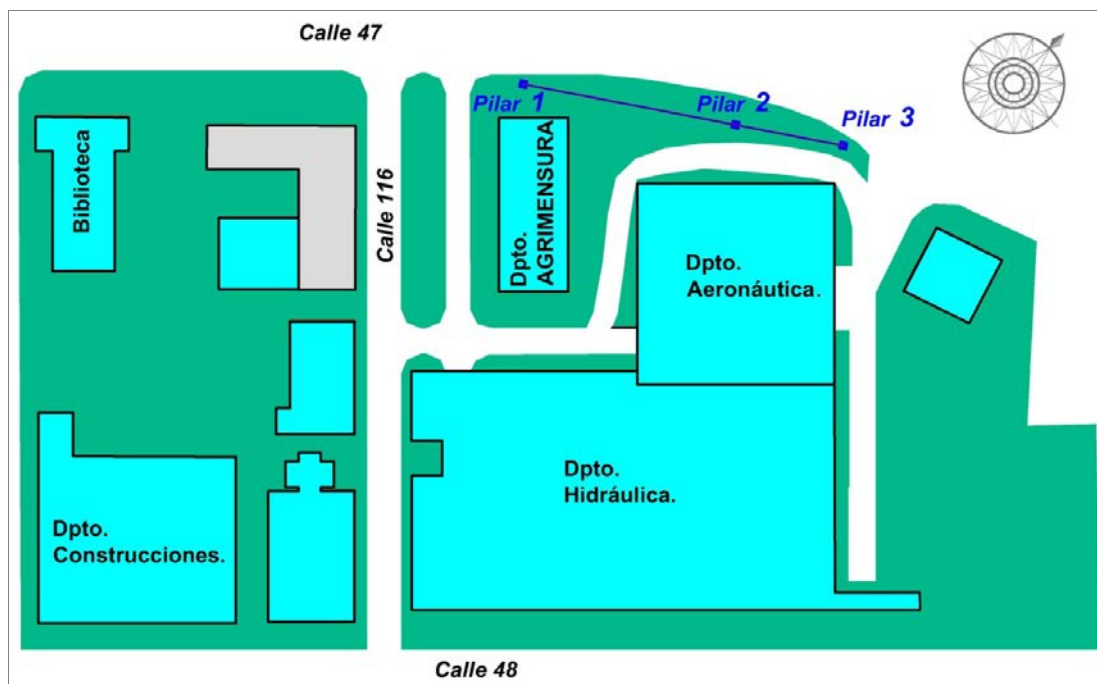 Calle 47
Pilar 1
Pilar 2
Pilar 3
Biblioteca
Calle 116
Dpto.
AGRIMENSURA
Dpto.
Aeronáutica.
Dpto.
Hidráulica.
Dpto.
Construcciones.
Calle 48